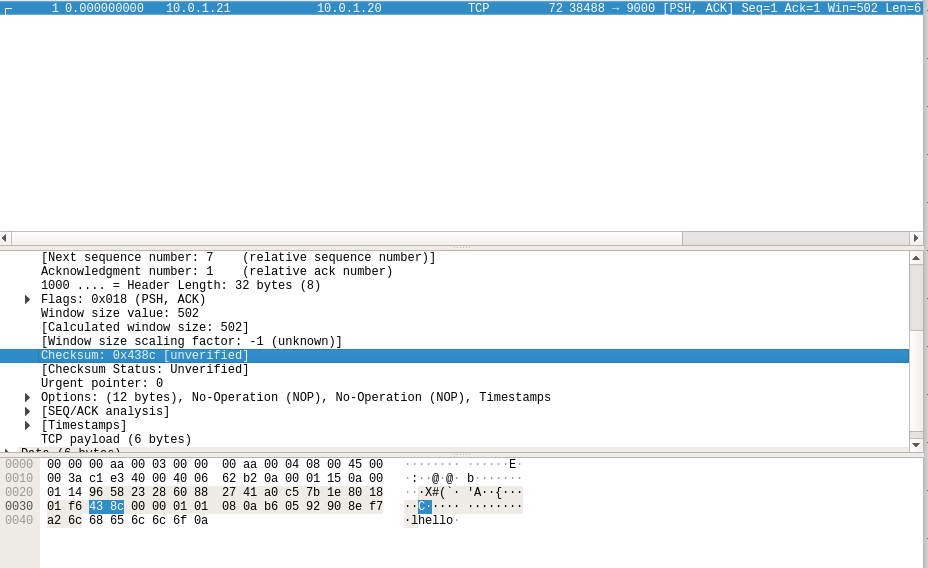 1 0.000000000 10.0.1.21 10.0.1.20 TCP 72 38488 → 9000 [PSH, ACK] Seq=1 Ack=1 Win=502 Len=6
[Next sequence number: 7    (relative sequence number)]
Acknowledgment number: 1    (relative ack number)
1000 .... = Header Length: 32 bytes (8)
Flags: 0x018 (PSH, ACK)
Window size value: 502
[Calculated window size: 502]
[Window size scaling factor: -1 (unknown)]
Checksum: 0x438c [unverified]
[Checksum Status: Unverified]
Urgent pointer: 0
Options: (12 bytes), No-Operation (NOP), No-Operation (NOP), Timestamps
[SEQ/ACK analysis]
[Timestamps]
TCP payload (6 bytes)
Data (6 bytes)
0000 00 00 00 aa 00 03 00 00 00 aa 00 04 08 00 45 00 ········ ······E·
0010 00 3a c1 e3 40 00 40 06 62 b2 0a 00 01 15 0a 00 ·:··@·@· b·······
0020 01 14 96 58 23 28 60 88 27 41 a0 c5 7b 1e 80 18 ···X#(`· 'A··{···
0030 01 f6 43 8c 00 00 01 01 08 0a b6 05 92 90 8e f7 ··C····· ········
0040 a2 6c 68 65 6c 6c 6f 0a ·lhello·